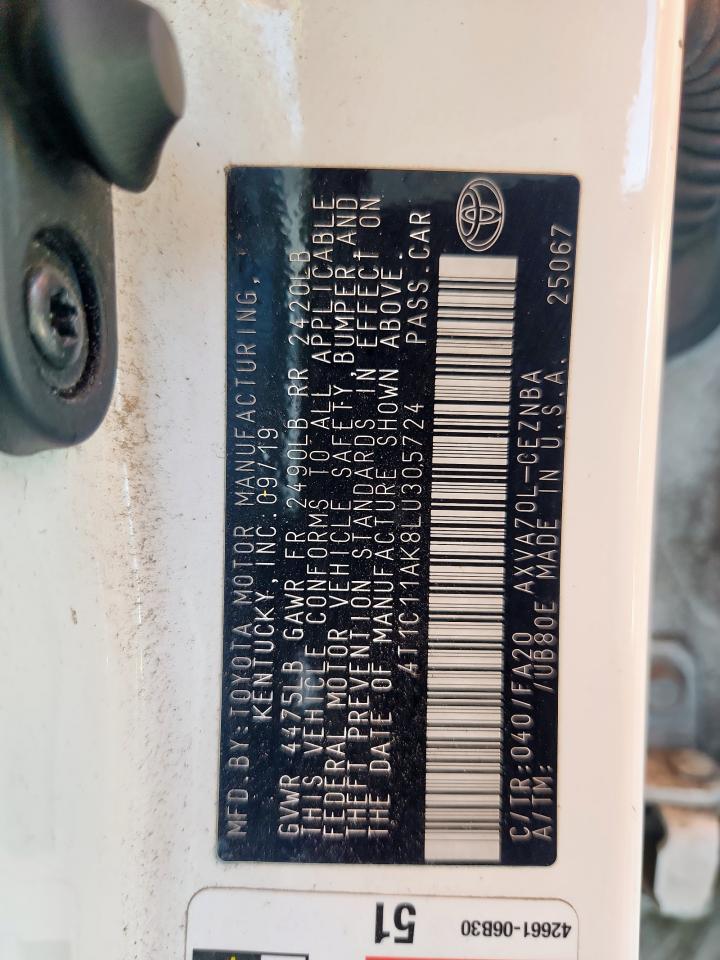 MFD.BY:TOYOTA MOTOR MANUFACTURING,
KENTUCKY, INC. 09/19
GVWR 4475LB GAWR FR 2490LB RR 2420LB
THIS VEHICLE CONFORMS TO ALL APPLICABLE
FEDERAL MOTOR VEHICLE SAFETY, BUMPER, AND
THEFT PREVENTION STANDARDS IN EFFECT ON
THE DATE OF MANUFACTURE SHOWN ABOVE.
4T1C11AK8LU305724 PASS.CAR
C/TR:040/FA20 AXVA70L-CEZNBA
A/TM: /UB80E MADE IN U.S.A. 25067
51
42661-06B30